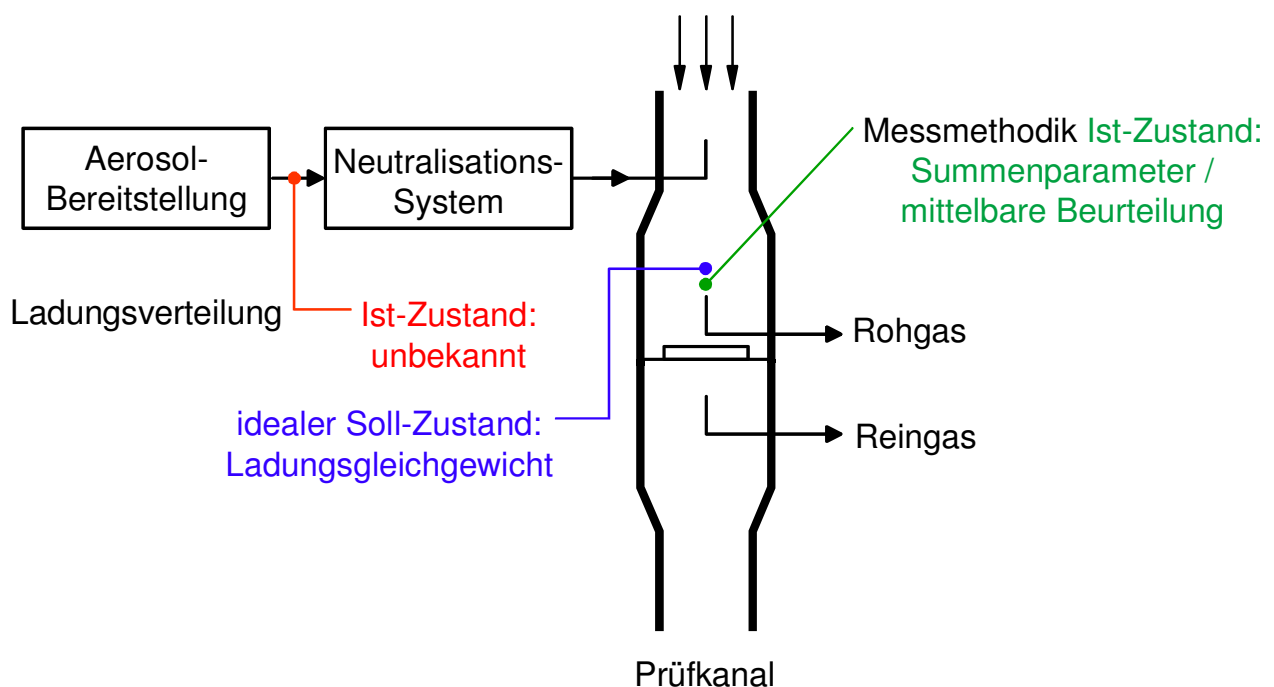 Aerosol-
Bereitstellung
Neutralisations-
System
Messmethodik Ist-Zustand:
Summenparameter /
mittelbare Beurteilung
Ladungsverteilung
Ist-Zustand:
unbekannt
Rohgas
idealer Soll-Zustand:
Ladungsgleichgewicht
Reingas
Prüfkanal